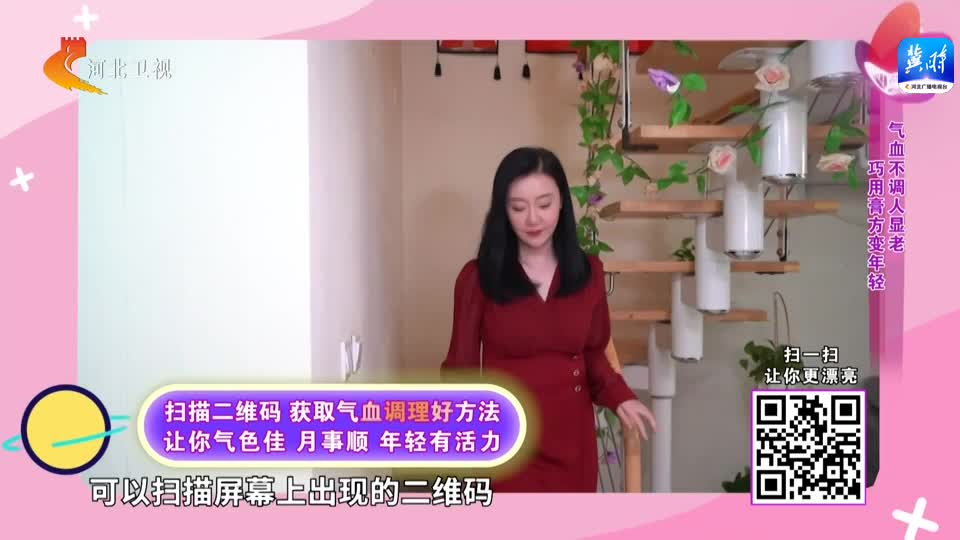 河北卫视
冀时
河北广播电视台
气血不调人显老
巧用膏方变年轻
扫一扫
让你更漂亮
扫描二维码 获取气血调理好方法
让你气色佳 月事顺 年轻有活力
可以扫描屏幕上出现的二维码